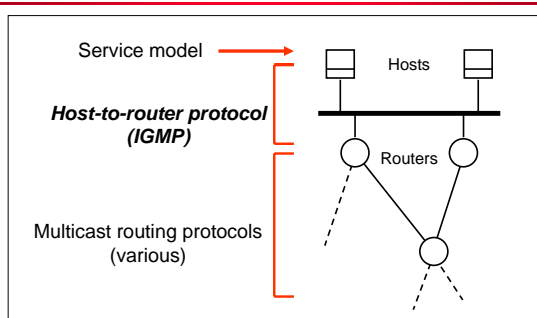 Service model
Hosts
Host-to-router protocol
(IGMP)
Routers
Multicast routing protocols
(various)